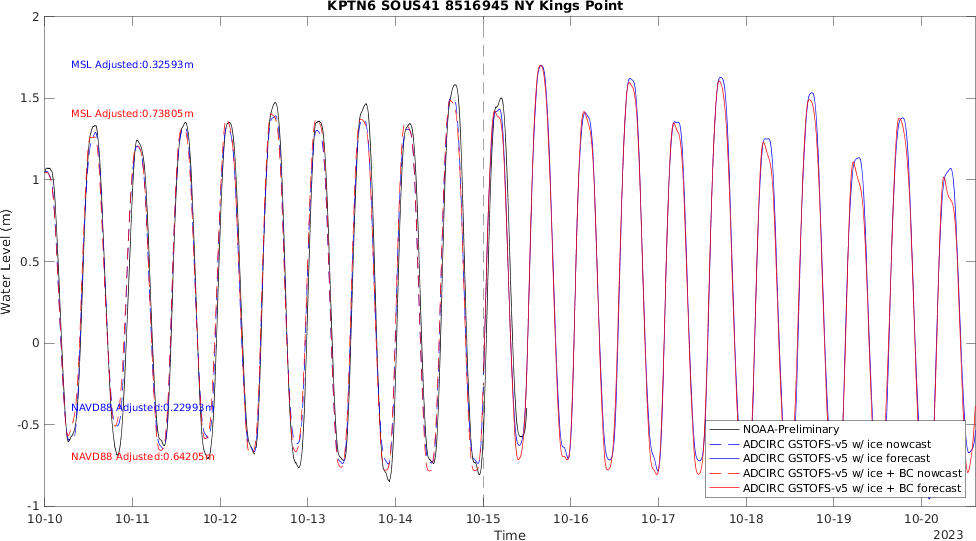 KPTN6 SOUS41 8516945 NY Kings Point
2
1.5
1
0.5
0
-0.5
-1
Water Level (m)
MSL Adjusted:0.32593m
MSL Adjusted:0.73805m
NAVD88 Adjusted:0.22993m
NAVD88 Adjusted:0.64205m
NOAA-Preliminary
ADCIRC GSTOFS-v5 w/ ice nowcast
ADCIRC GSTOFS-v5 w/ ice forecast
ADCIRC GSTOFS-v5 w/ ice + BC nowcast
ADCIRC GSTOFS-v5 w/ ice + BC forecast
10-10 10-11 10-12 10-13 10-14 10-15 10-16 10-17 10-18 10-19 10-20
Time
2023